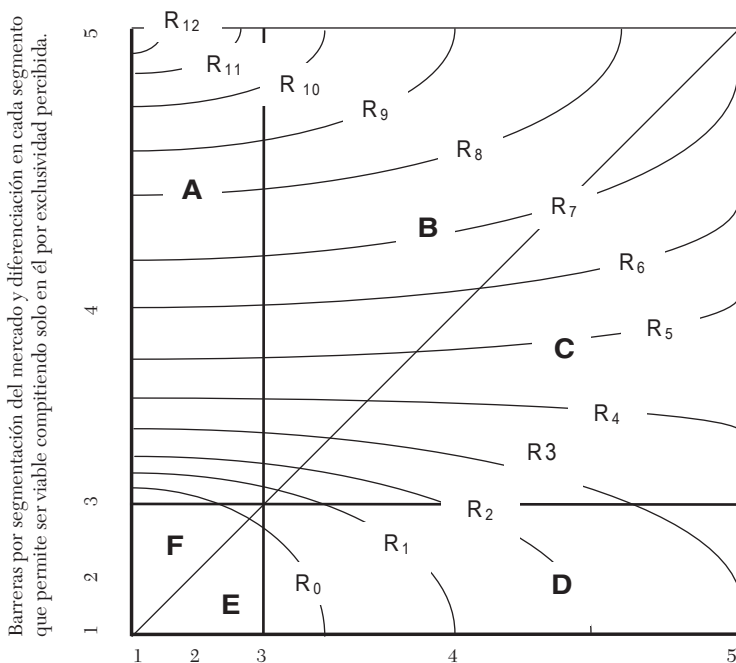 Barreras por segmentación del mercado y diferenciación en cada segmento
que permite ser viable compitiendo solo en él por exclusividad percibida.
5
4
3
2
1
R12
R11
R10
R9
R8
A
B
R7
R6
R5
C
R4
R3
R2
F
R1
R0
D
E
1
2
3
4
5